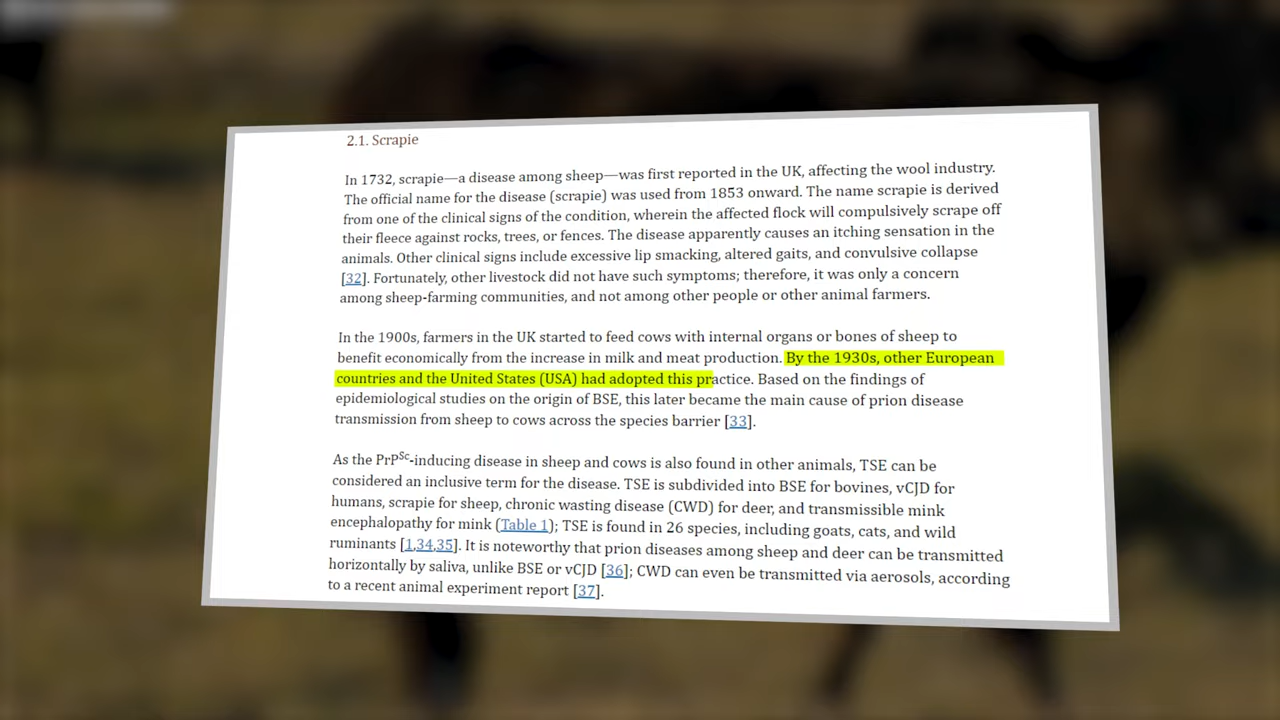 2.1. Scrapie
In 1732, scrapie—a disease among sheep—was first reported in the UK, affecting the wool industry.
The official name for the disease (scrapie) was used from 1853 onward. The name scrapie is derived
from one of the clinical signs of the condition, wherein the affected flock will compulsively scrape off
their fleece against rocks, trees, or fences. The disease apparently causes an itching sensation in the
animals. Other clinical signs include excessive lip smacking, altered gaits, and convulsive collapse
[32]. Fortunately, other livestock did not have such symptoms; therefore, it was only a concern
among sheep-farming communities, and not among other people or other animal farmers.
In the 1900s, farmers in the UK started to feed cows with internal organs or bones of sheep to
benefit economically from the increase in milk and meat production. By the 1930s, other European
countries and the United States (USA) had adopted this practice. Based on the findings of
epidemiological studies on the origin of BSE, this later became the main cause of prion disease
transmission from sheep to cows across the species barrier [33].
As the PrPSc-inducing disease in sheep and cows is also found in other animals, TSE can be
considered an inclusive term for the disease. TSE is subdivided into BSE for bovines, vCJD for
humans, scrapie for sheep, chronic wasting disease (CWD) for deer, and transmissible mink
encephalopathy for mink (Table 1); TSE is found in 26 species, including goats, cats, and wild
ruminants [1,34,35]. It is noteworthy that prion diseases among sheep and deer can be transmitted
horizontally by saliva, unlike BSE or vCJD [36]; CWD can even be transmitted via aerosols, according
to a recent animal experiment report [37].